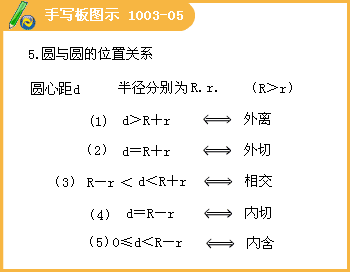 手写板图示 1003-05
5.圆与圆的位置关系
圆心距d 半径分别为R.r. (R>r)
(1) d>R+r ⟺ 外离
(2) d=R+r ⟺ 外切
(3) R-r < d<R+r ⟺ 相交
(4) d=R-r ⟺ 内切
(5)0≤d<R-r ⟺ 内含